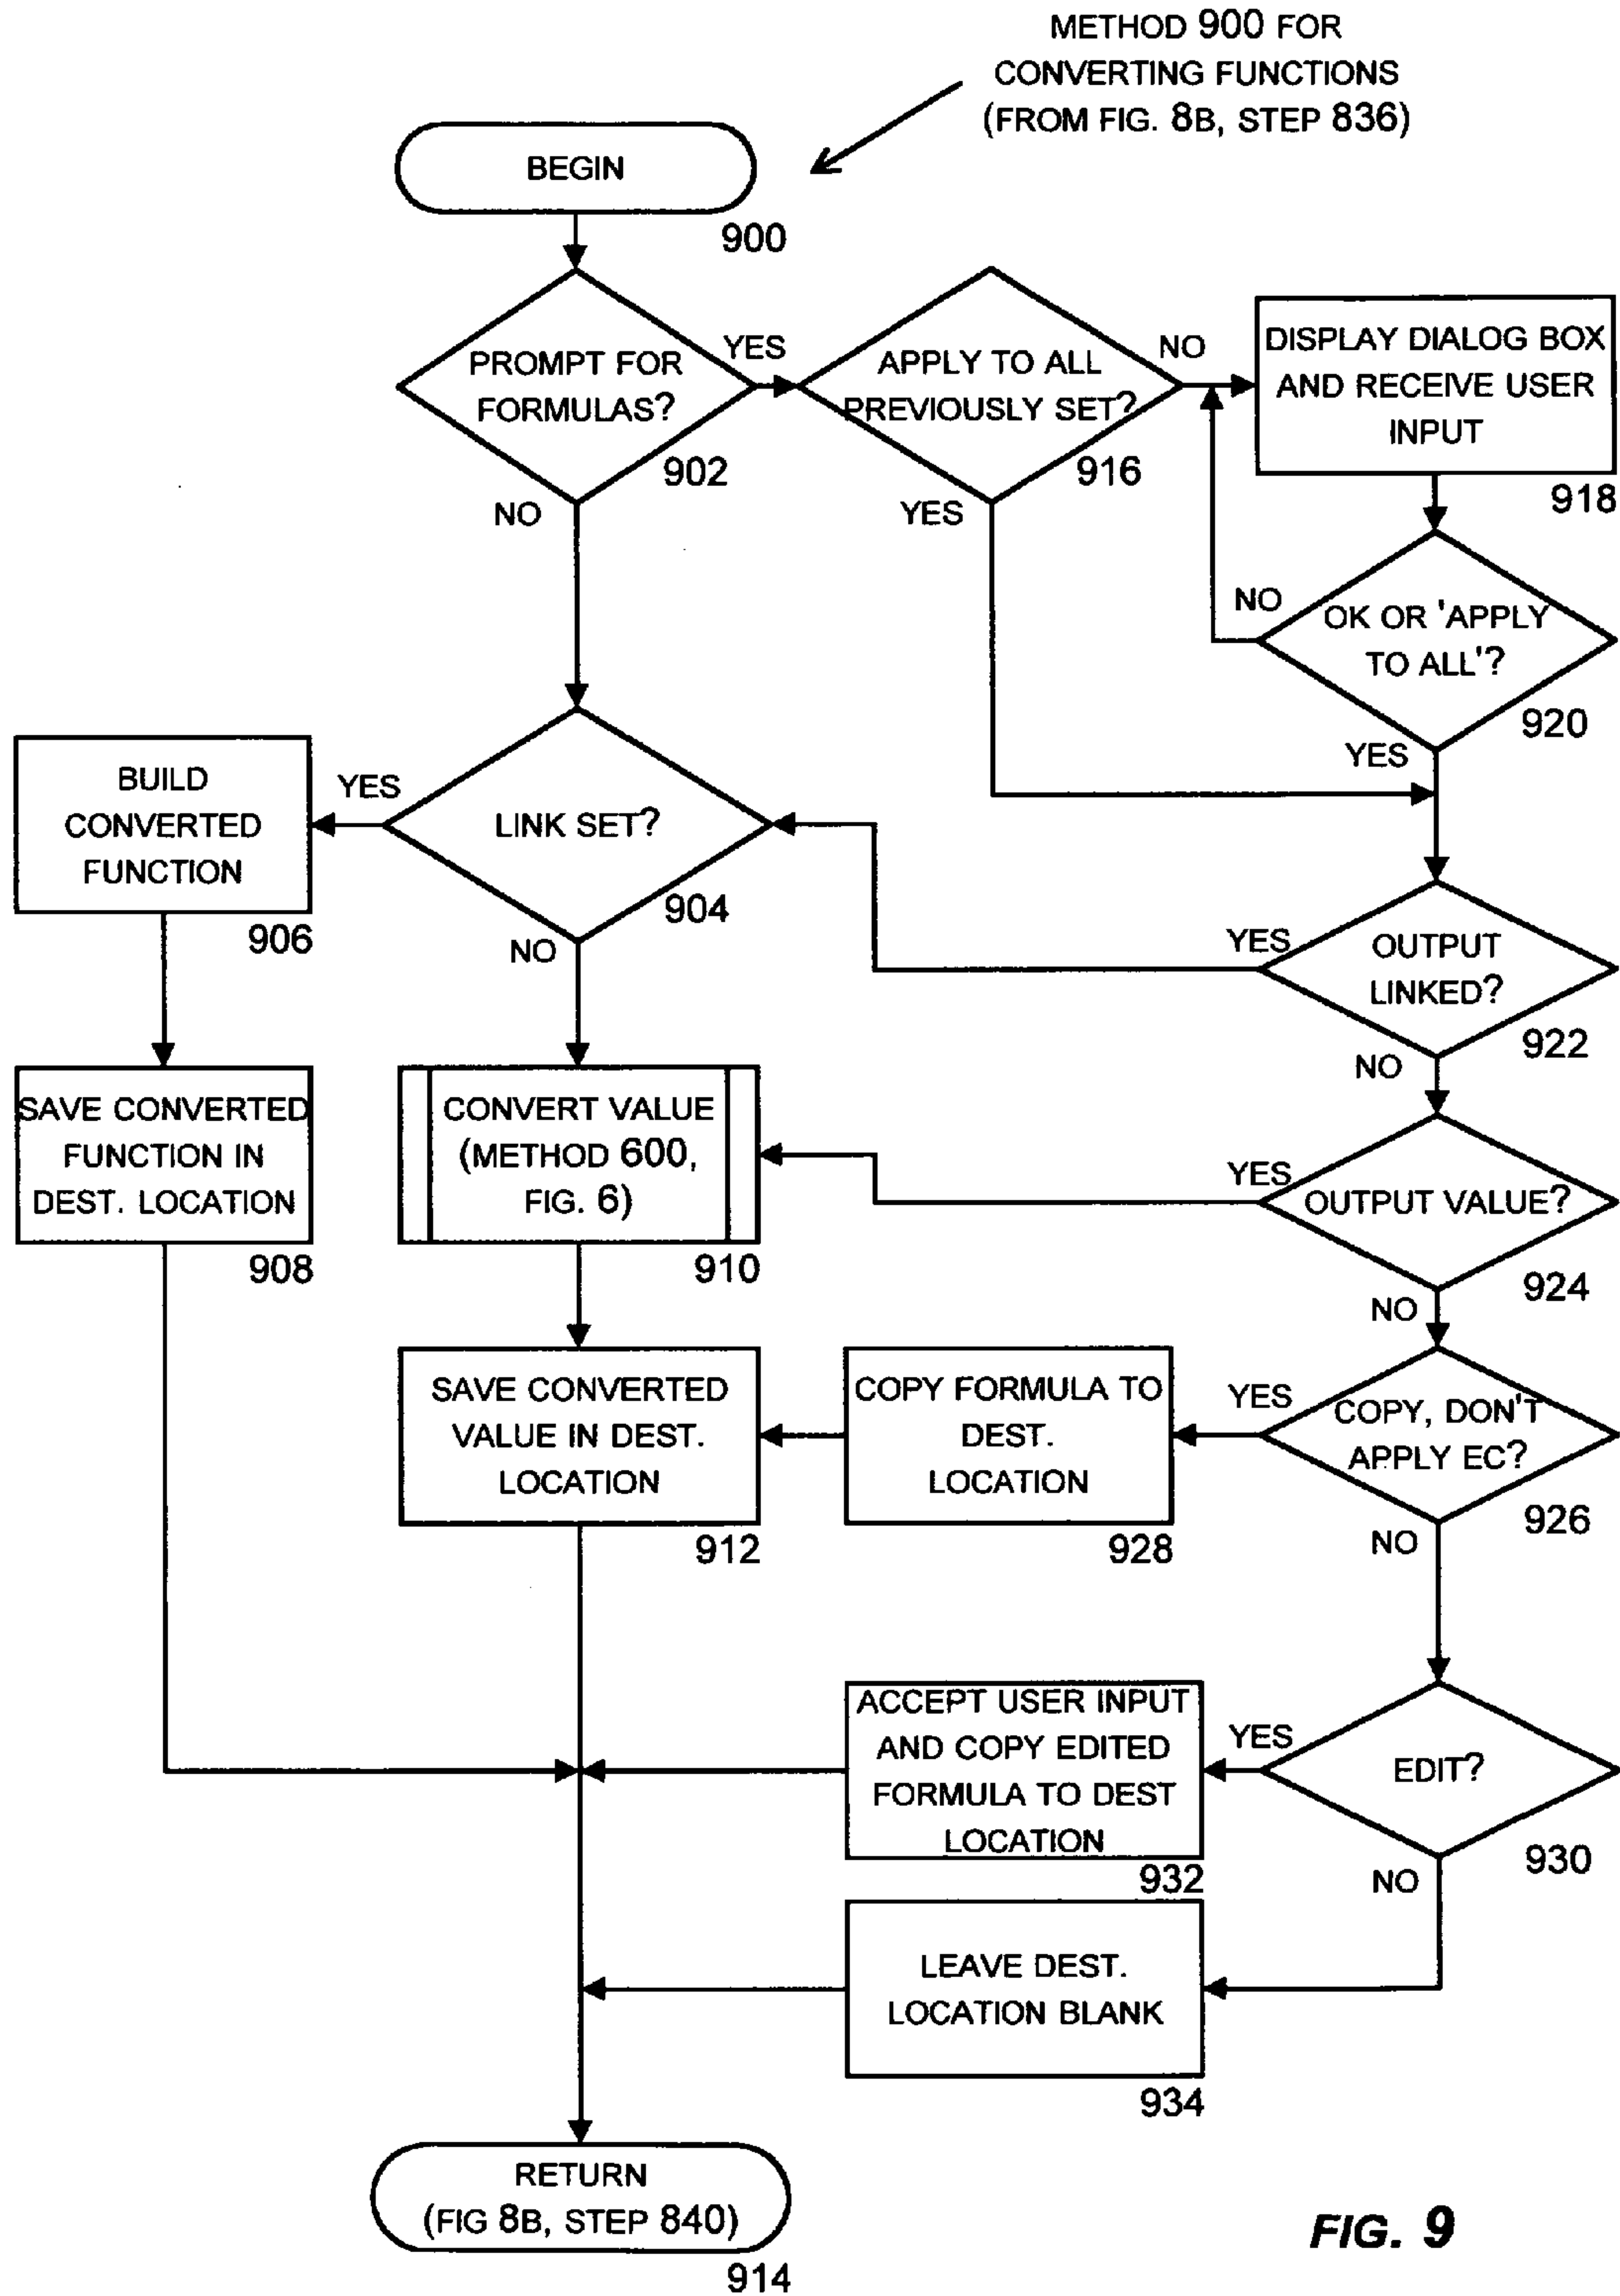 METHOD 900 FOR
CONVERTING FUNCTIONS
(FROM FIG. 8B, STEP 836)
BEGIN
900
PROMPT FOR
FORMULAS?
902
YES
NO
APPLY TO ALL
PREVIOUSLY SET?
916
NO
YES
DISPLAY DIALOG BOX
AND RECEIVE USER
INPUT
918
OK OR 'APPLY
TO ALL'?
920
NO
YES
LINK SET?
904
YES
NO
BUILD
CONVERTED
FUNCTION
906
OUTPUT
LINKED?
922
YES
NO
SAVE CONVERTED
FUNCTION IN
DEST. LOCATION
908
CONVERT VALUE
(METHOD 600,
FIG. 6)
910
OUTPUT VALUE?
924
YES
NO
SAVE CONVERTED
VALUE IN DEST.
LOCATION
912
COPY FORMULA TO
DEST.
LOCATION
928
COPY, DON'T
APPLY EC?
926
YES
NO
ACCEPT USER INPUT
AND COPY EDITED
FORMULA TO DEST
LOCATION
932
EDIT?
930
YES
NO
LEAVE DEST.
LOCATION BLANK
934
RETURN
(FIG 8B, STEP 840)
914
FIG. 9